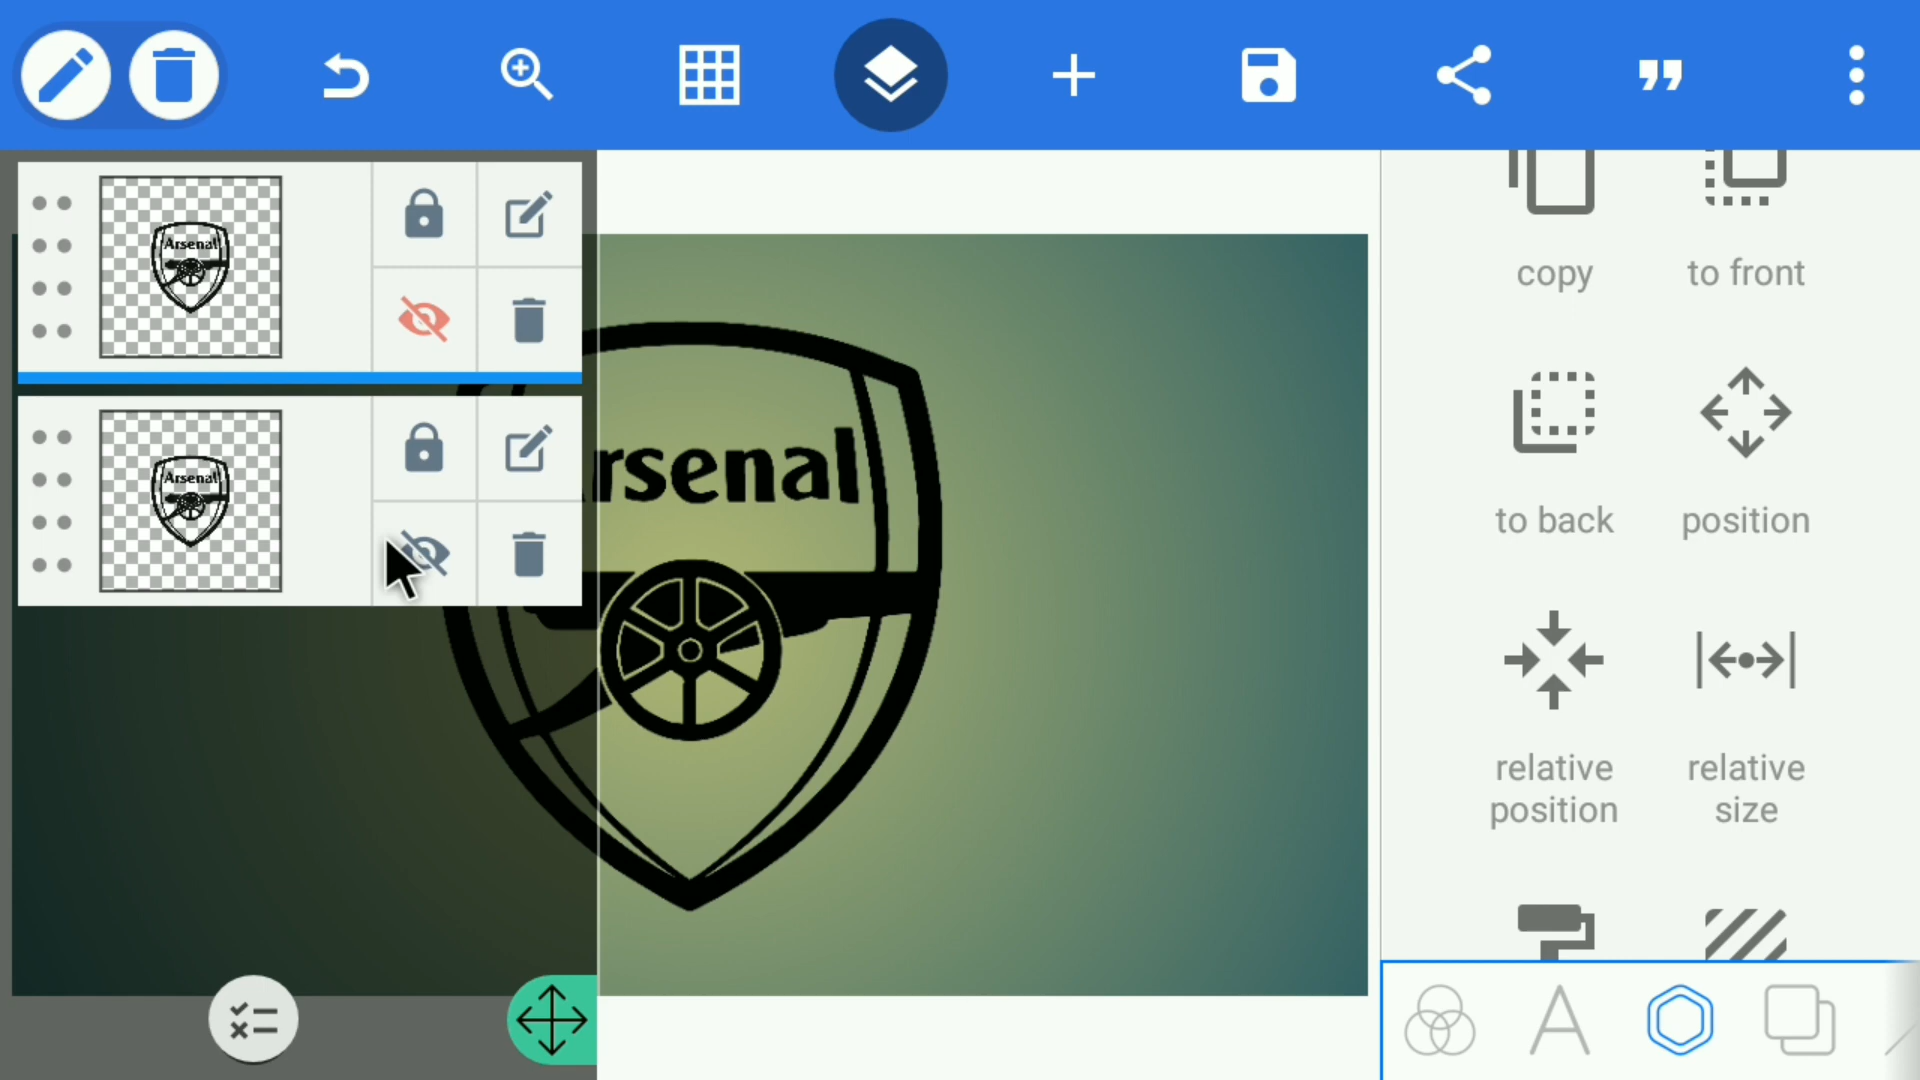 Arsenal
Arsenal
rsenal
copy
to front
to back
position
relative
position
relative
size